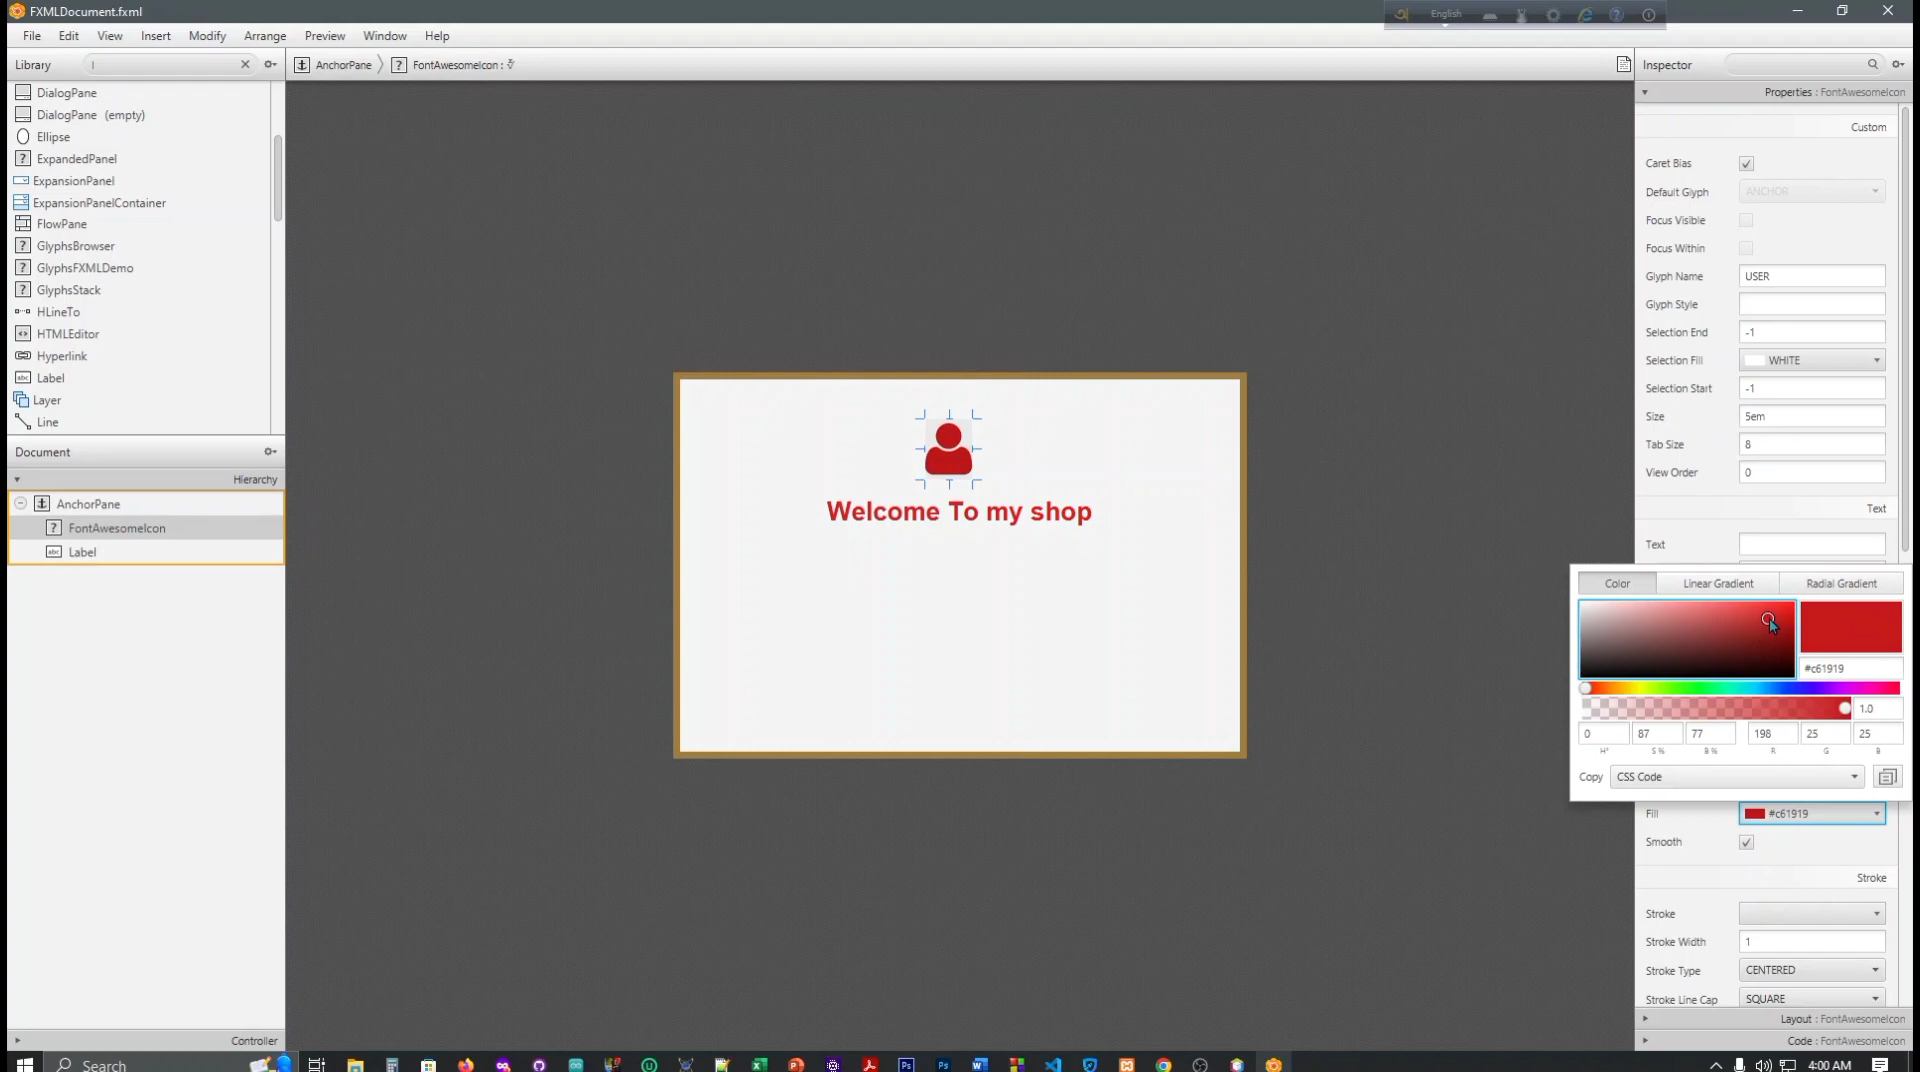 FXMLDocument.fxml
English
File Edit View Insert Modify Arrange Preview Window Help
Library
AnchorPane FontAwesomeIcon :
Inspector
DialogPane
DialogPane (empty)
Ellipse
ExpandedPanel
ExpansionPanel
ExpansionPanelContainer
FlowPane
GlyphsBrowser
GlyphsFXMLDemo
GlyphsStack
HLineTo
HTMLEditor
Hyperlink
Label
Layer
Line
Document
Hierarchy
AnchorPane
FontAwesomeIcon
Label
Controller
Welcome To my shop
Properties : FontAwesomeIcon
Custom
Caret Bias
Default Glyph ANCHOR
Focus Visible
Focus Within
Glyph Name USER
Glyph Style
Selection End -1
Selection Fill WHITE
Selection Start -1
Size 5em
Tab Size 8
View Order 0
Text
Text
Color Linear Gradient Radial Gradient
#c61919
1.0
0 87 77 198 25 25
H° S % B % R G B
Copy CSS Code
Fill #c61919
Smooth
Stroke
Stroke
Stroke Width 1
Stroke Type CENTERED
Stroke Line Cap SQUARE
Layout : FontAwesomeIcon
Code : FontAwesomeIcon
Search
4:00 AM